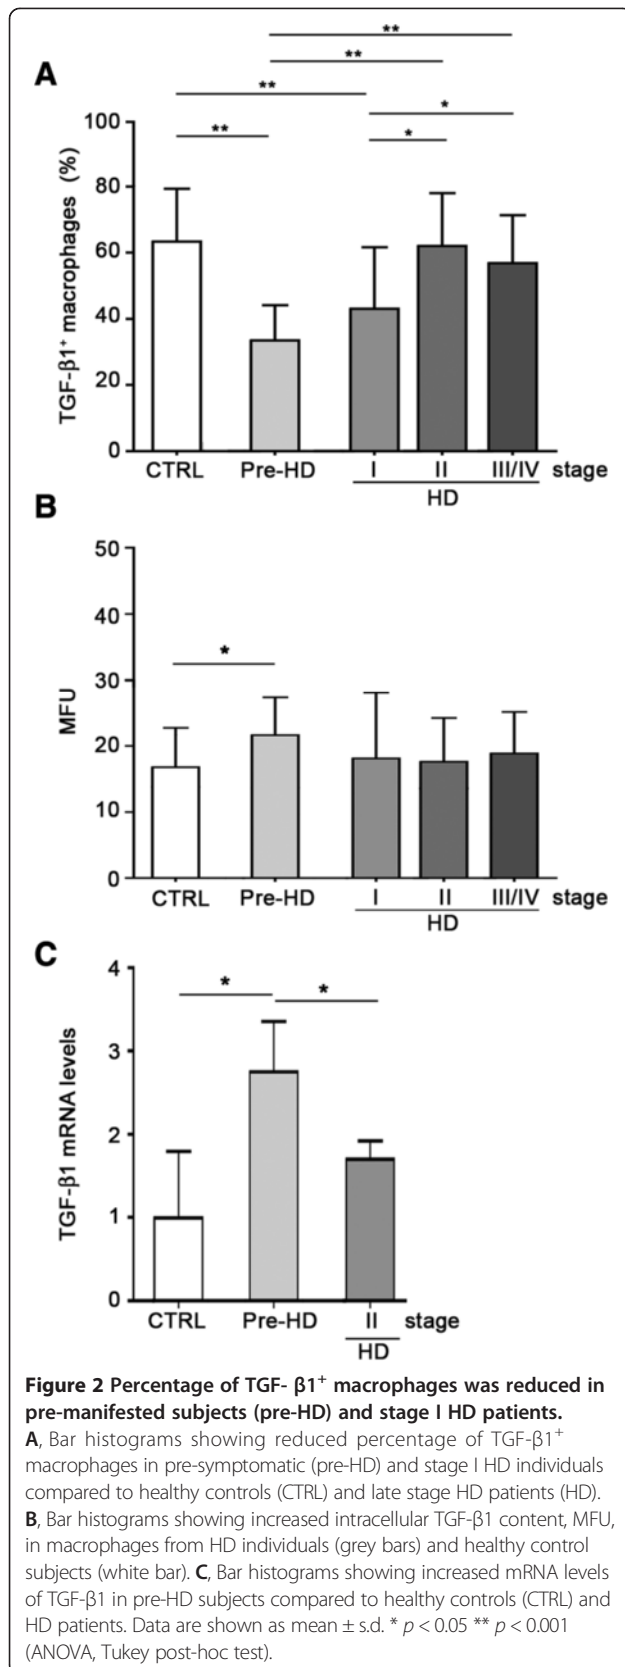 ** 
** 
A
** 
* 
** 
* 
TGF-β1⁺ macrophages (%)
100
80
60
40
20
0
CTRL Pre-HD I II III/IV stage
HD
B
MFU
50
40
30
20
10
0
*
CTRL Pre-HD I II III/IV stage
HD
C
TGF-β1 mRNA levels
4
3
2
1
0
* *
CTRL Pre-HD II stage
HD
Figure 2 Percentage of TGF- β1⁺ macrophages was reduced in
pre-manifested subjects (pre-HD) and stage I HD patients.
A, Bar histograms showing reduced percentage of TGF-β1⁺
macrophages in pre-symptomatic (pre-HD) and stage I HD individuals
compared to healthy controls (CTRL) and late stage HD patients (HD).
B, Bar histograms showing increased intracellular TGF-β1 content, MFU,
in macrophages from HD individuals (grey bars) and healthy control
subjects (white bar). C, Bar histograms showing increased mRNA levels
of TGF-β1 in pre-HD subjects compared to healthy controls (CTRL) and
HD patients. Data are shown as mean ± s.d. * p < 0.05 ** p < 0.001
(ANOVA, Tukey post-hoc test).